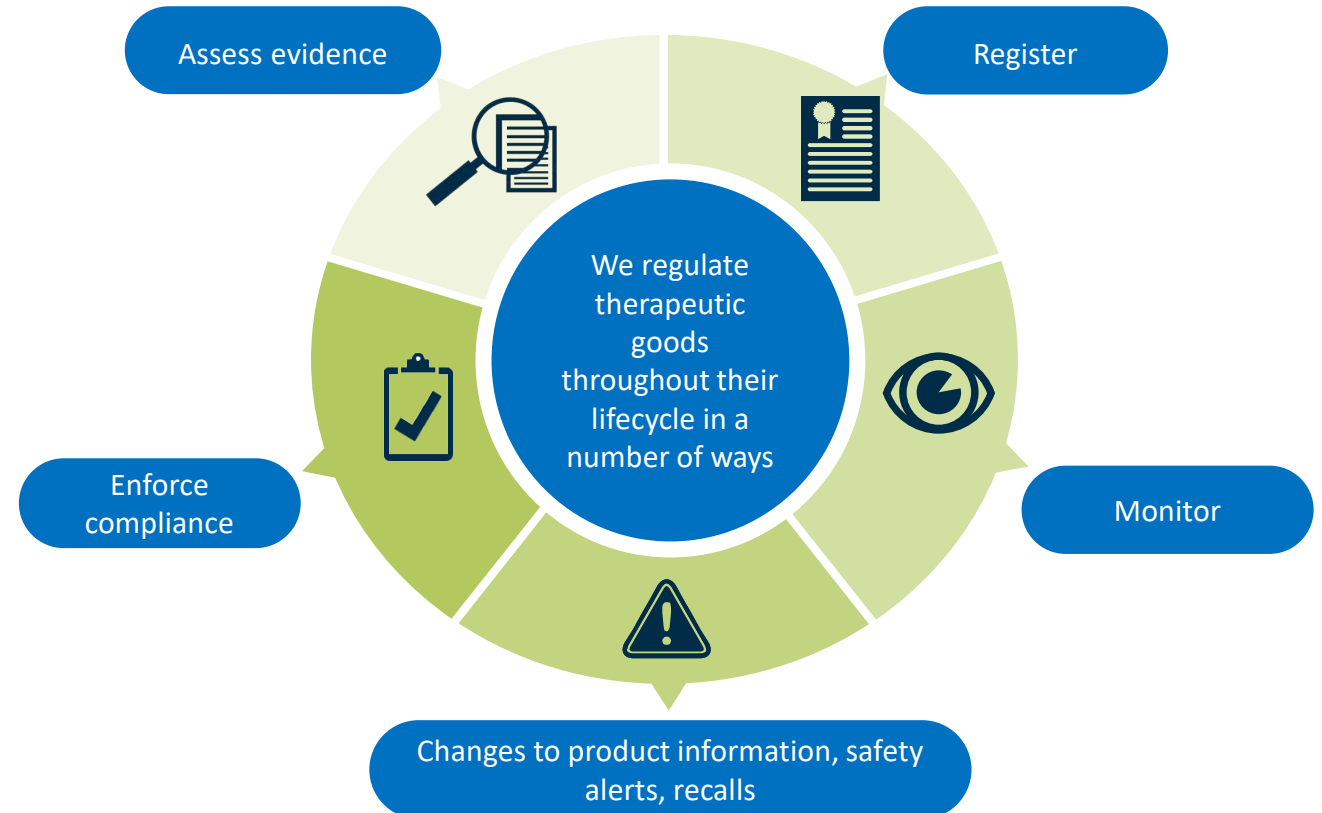 Assess evidence
Register
We regulate
therapeutic
goods
throughout their
lifecycle in a
number of ways
Enforce
compliance
Monitor
Changes to product information, safety
alerts, recalls